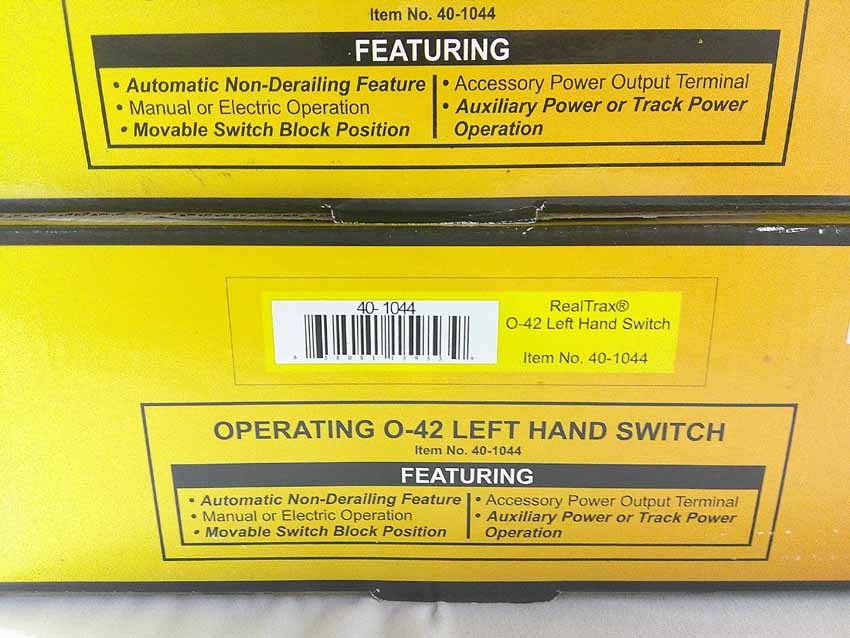 Item No. 40-1044
FEATURING
• Automatic Non-Derailing Feature
• Manual or Electric Operation
• Movable Switch Block Position
• Accessory Power Output Terminal
• Auxiliary Power or Track Power
Operation
40- 1044
RealTrax®
O-42 Left Hand Switch
Item No. 40-1044
OPERATING O-42 LEFT HAND SWITCH
Item No. 40-1044
FEATURING
• Automatic Non-Derailing Feature
• Manual or Electric Operation
• Movable Switch Block Position
• Accessory Power Output Terminal
• Auxiliary Power or Track Power
Operation